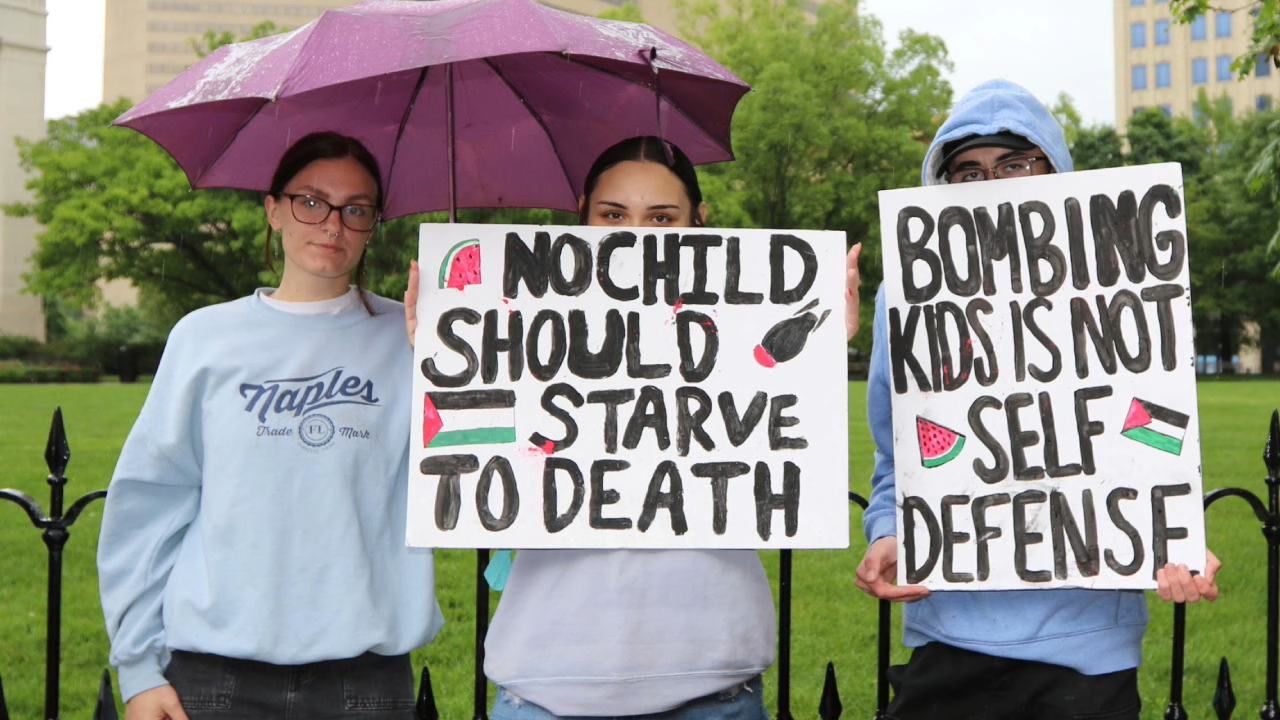 Naples
Trade FL Mark
NO CHILD
SHOULD
STARVE
TO DEATH
BOMBING
KIDS IS NOT
SELF
DEFENSE